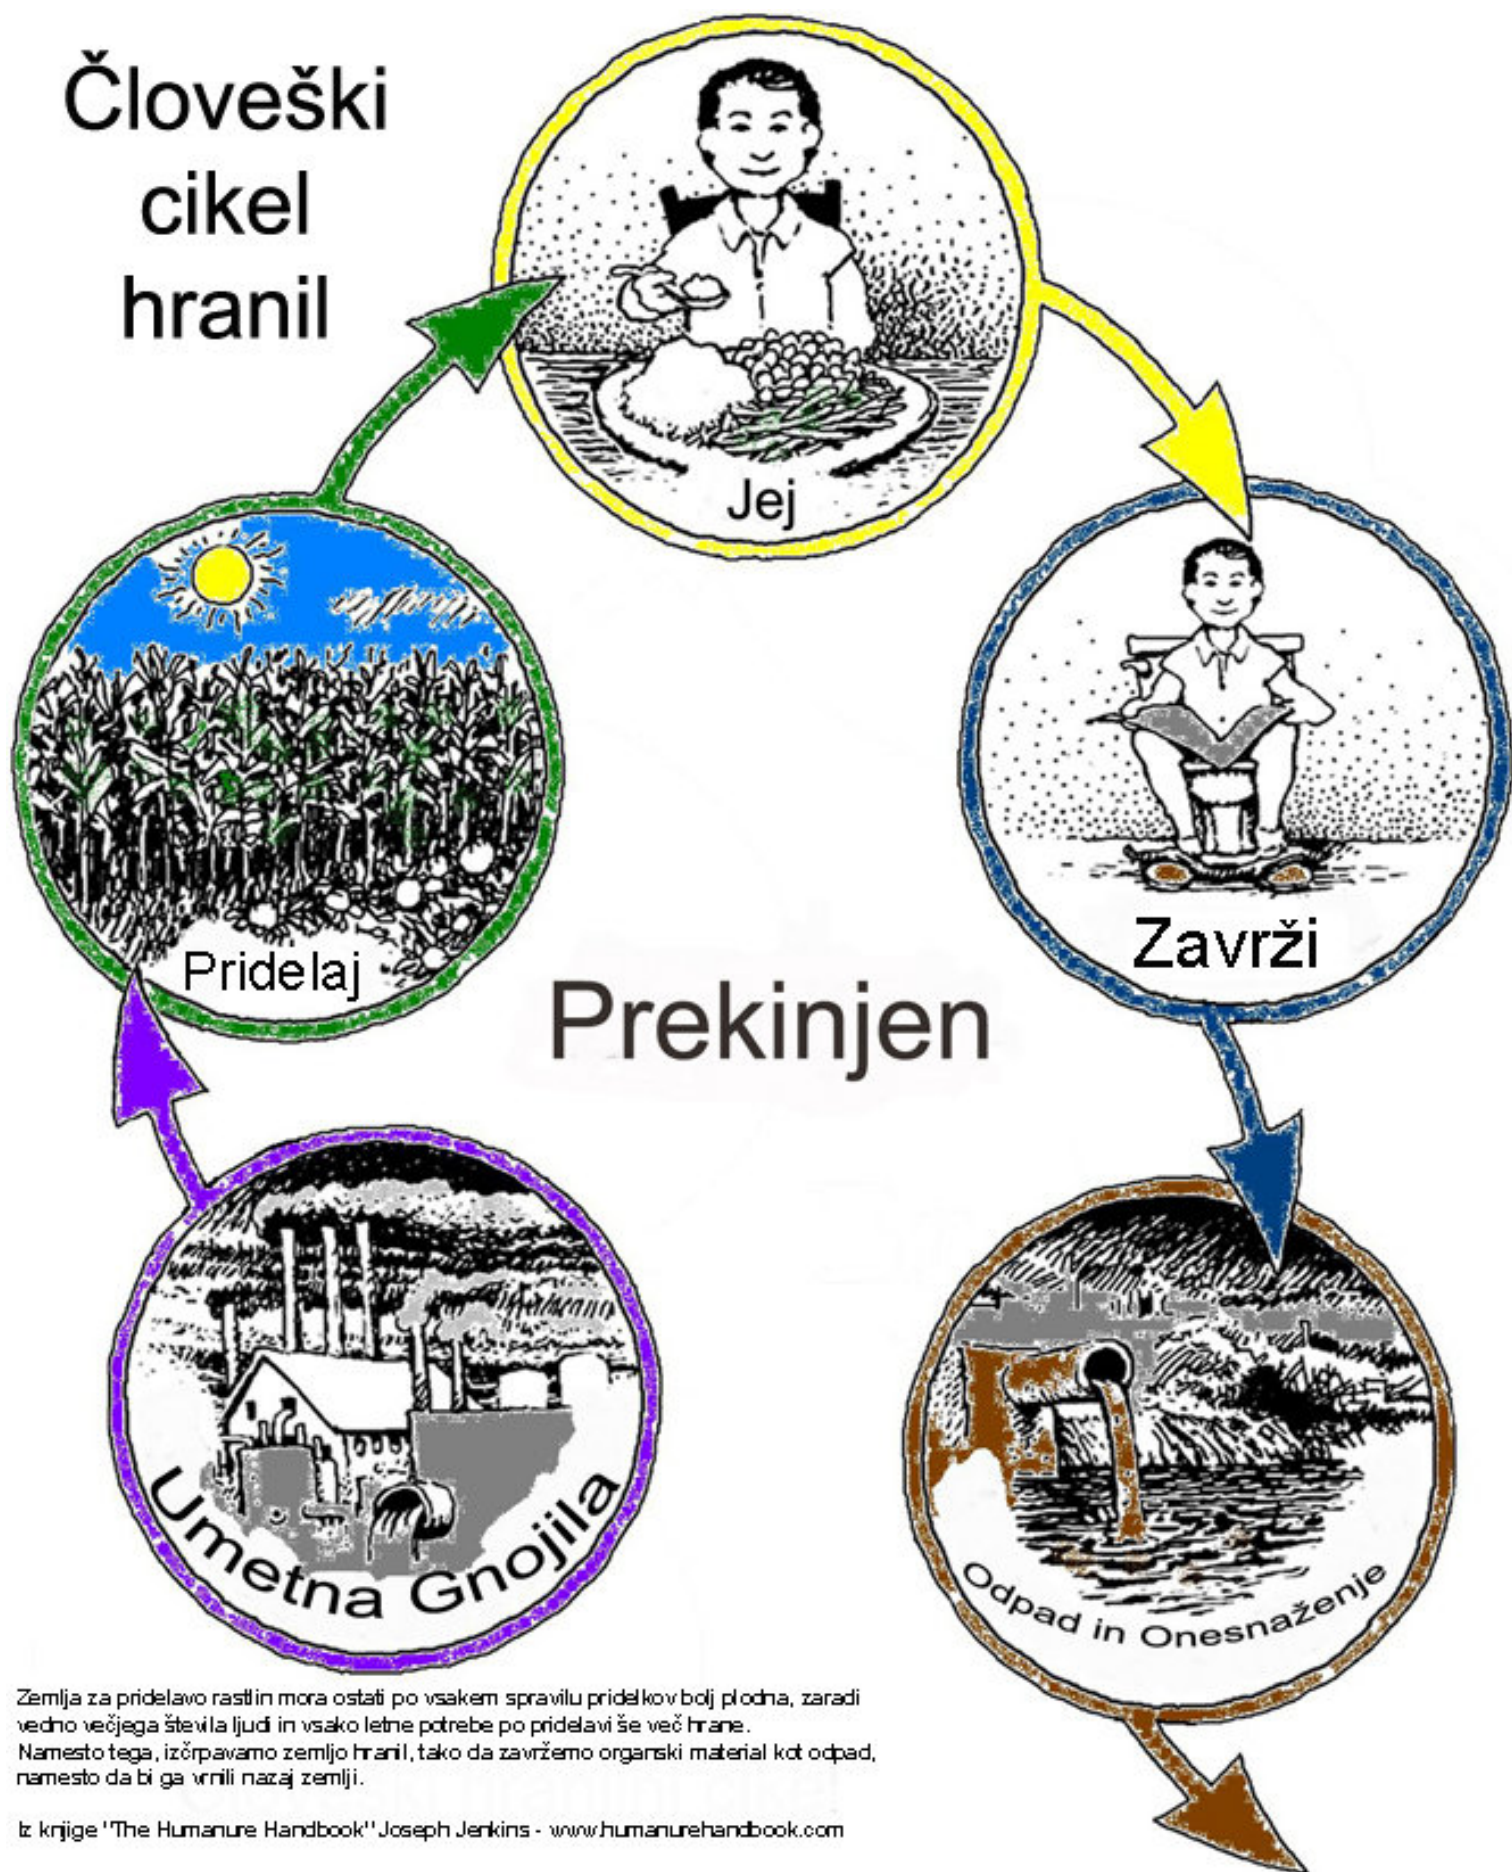 Človeški
cikel
hranil
Jej
Pridelaj
Zavrži
Prekinjen
Umetna Gnojila
Odpad in Onesnaženje
Zemlja za pridelavo rastlin mora ostati po vsakem spravilu pridelkov bolj plodna, zaradi
vedno večjega števila ljudi in vsako letne potrebe po pridelavi še več hrane.
Namesto tega, izčrpavamo zemljo hranil, tako da zavržemo organski material kot odpad,
namesto da bi ga vrnili nazaj zemlji.
Iz knjige "The Humanure Handbook" Joseph Jenkins - www.humanurehandbook.com